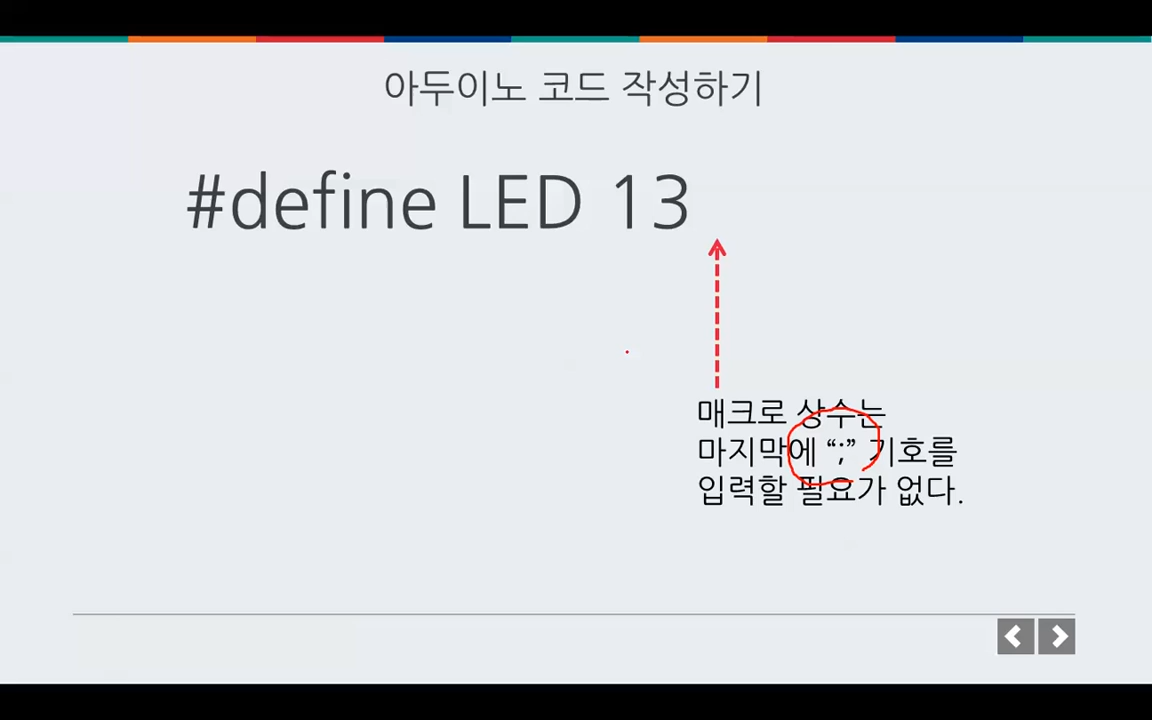 아두이노 코드 작성하기
#define LED 13
매크로 상수는
마지막에 “;” 기호를
입력할 필요가 없다.